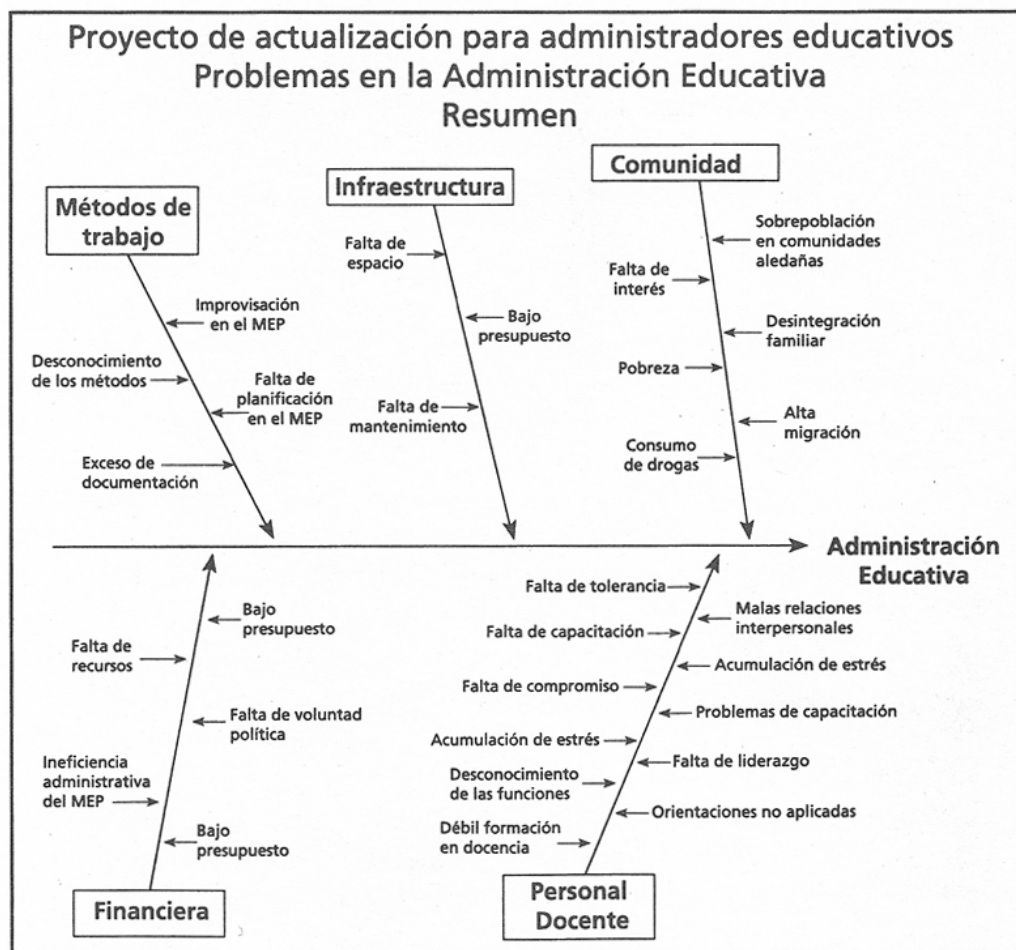 Proyecto de actualización para administradores educativos
Problemas en la Administración Educativa
Resumen
Métodos de
trabajo
Improvisación
en el MEP
Desconocimiento
de los métodos
Falta de
planificación
en el MEP
Exceso de
documentación
Infraestructura
Falta de
espacio
Bajo
presupuesto
Falta de
mantenimiento
Comunidad
Sobrepoblación
en comunidades
aledañas
Falta de
interés
Desintegración
familiar
Pobreza
Alta
migración
Consumo
de drogas
Administración
Educativa
Bajo
presupuesto
Falta de
recursos
Falta de voluntad
política
Ineficiencia
administrativa
del MEP
Bajo
presupuesto
Financiera
Falta de tolerancia
Malas relaciones
interpersonales
Falta de capacitación
Acumulación de estrés
Falta de compromiso
Problemas de capacitación
Acumulación de estrés
Falta de liderazgo
Desconocimiento
de las funciones
Orientaciones no aplicadas
Débil formación
en docencia
Personal
Docente